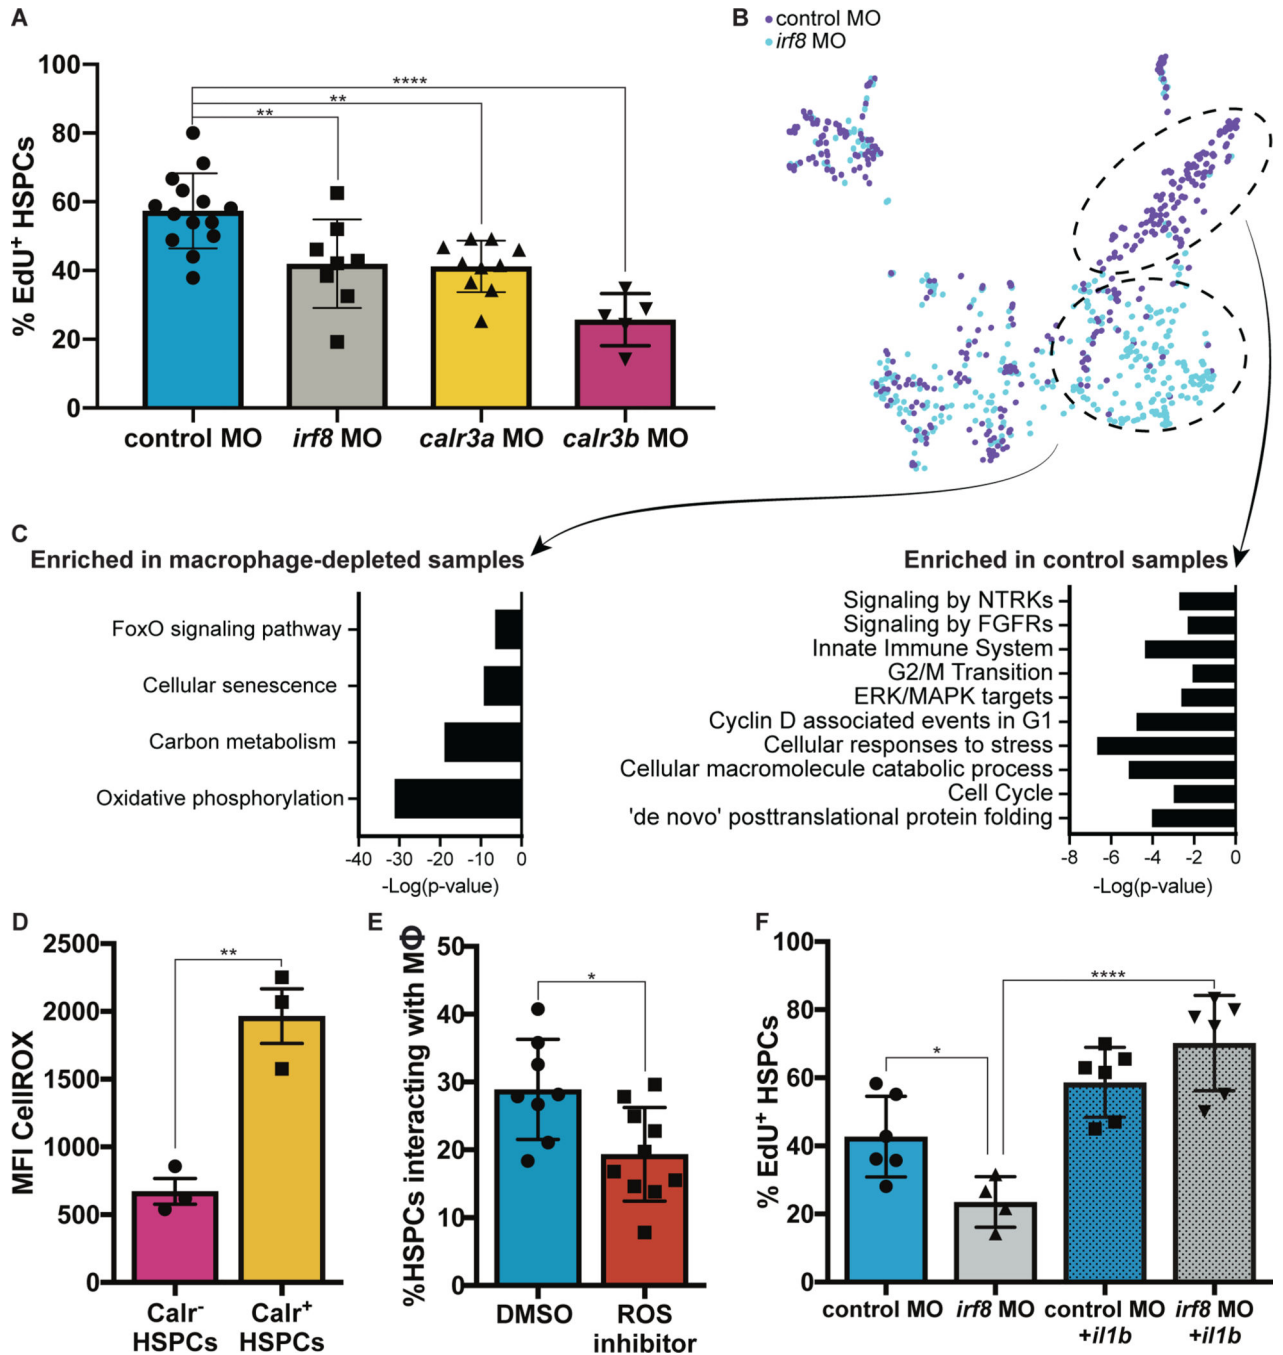 A
% EdU⁺ HSPCs
100
80
60
40
20
0
****
**
**
control MO
irf8 MO
calr3a MO
calr3b MO
B
control MO
irf8 MO
C
Enriched in macrophage-depleted samples
FoxO signaling pathway
Cellular senescence
Carbon metabolism
Oxidative phosphorylation
-40 -30 -20 -10 0
-Log(p-value)
Enriched in control samples
Signaling by NTRKs
Signaling by FGFRs
Innate Immune System
G2/M Transition
ERK/MAPK targets
Cyclin D associated events in G1
Cellular responses to stress
Cellular macromolecule catabolic process
Cell Cycle
'de novo' posttranslational protein folding
-8 -6 -4 -2 0
-Log(p-value)
D
MFI CellROX
2500
2000
1500
1000
500
0
**
Calr⁻
HSPCs
Calr⁺
HSPCs
E
%HSPCs interacting with MΦ
50
40
30
20
10
0
*
DMSO
ROS
inhibitor
F
% EdU⁺ HSPCs
100
80
60
40
20
0
*
****
control MO
irf8 MO
control MO
+il1b
irf8 MO
+il1b